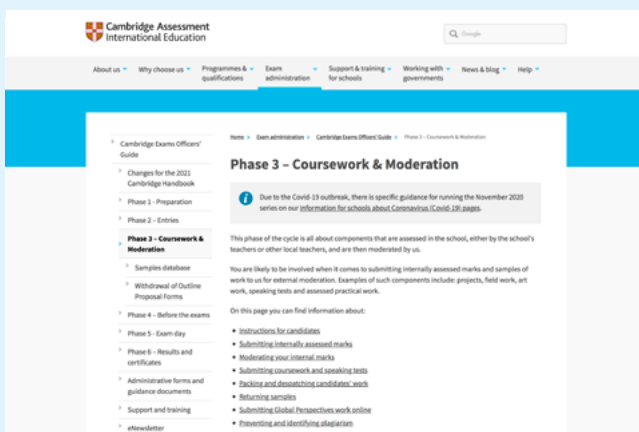 Cambridge Assessment
International Education
Google
About us
Why choose us
Programmes &
qualifications
Exam
administration
Support & training
for schools
Working with
governments
News & blog
Help
Cambridge Exams Officers'
Guide
Changes for the 2021
Cambridge Handbook
Phase 1 - Preparation
Phase 2 – Entries
Phase 3 – Coursework &
Moderation
Samples database
Withdrawal of Outline
Proposal Forms
Phase 4 – Before the exams
Phase 5 - Exam day
Phase 6 – Results and
certificates
Administrative forms and
guidance documents
Support and training
eNewsletter
Home > Exam administration > Cambridge Exams Officers' Guide > Phase 3 – Coursework & Moderation
Phase 3 – Coursework & Moderation
Due to the Covid-19 outbreak, there is specific guidance for running the November 2020
series on our information for schools about Coronavirus (Covid-19) pages.
This phase of the cycle is all about components that are assessed in the school, either by the school's
teachers or other local teachers, and are then moderated by us.
You are likely to be involved when it comes to submitting internally assessed marks and samples of
work to us for external moderation. Examples of such components include: projects, field work, art
work, speaking tests and assessed practical work.
On this page you can find information about:
• Instructions for candidates
• Submitting internally assessed marks
• Moderating your internal marks
• Submitting coursework and speaking tests
• Packing and despatching candidates' work
• Returning samples
• Submitting Global Perspectives work online
• Preventing and identifying plagiarism